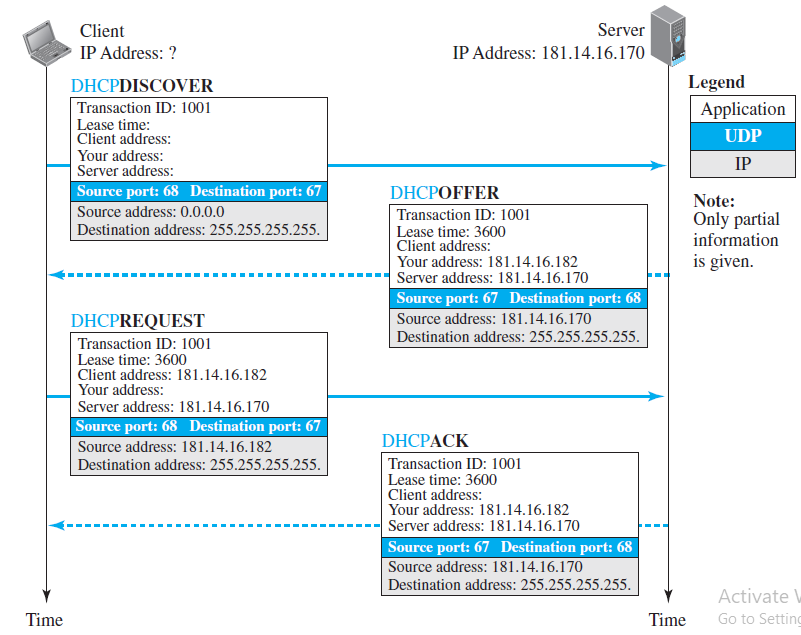 Client
IP Address: ?
Server
IP Address: 181.14.16.170
DHCPDISCOVER
Transaction ID: 1001
Lease time:
Client address:
Your address:
Server address:
Source port: 68 Destination port: 67
Source address: 0.0.0.0
Destination address: 255.255.255.255.
Legend
Application
UDP
IP
Note:
Only partial
information
is given.
DHCPOFFER
Transaction ID: 1001
Lease time: 3600
Client address:
Your address: 181.14.16.182
Server address: 181.14.16.170
Source port: 67 Destination port: 68
Source address: 181.14.16.170
Destination address: 255.255.255.255.
DHCPREQUEST
Transaction ID: 1001
Lease time: 3600
Client address: 181.14.16.182
Your address:
Server address: 181.14.16.170
Source port: 68 Destination port: 67
Source address: 181.14.16.182
Destination address: 255.255.255.255.
DHCPACK
Transaction ID: 1001
Lease time: 3600
Client address:
Your address: 181.14.16.182
Server address: 181.14.16.170
Source port: 67 Destination port: 68
Source address: 181.14.16.170
Destination address: 255.255.255.255.
Time
Time
Activate
Go to Setting